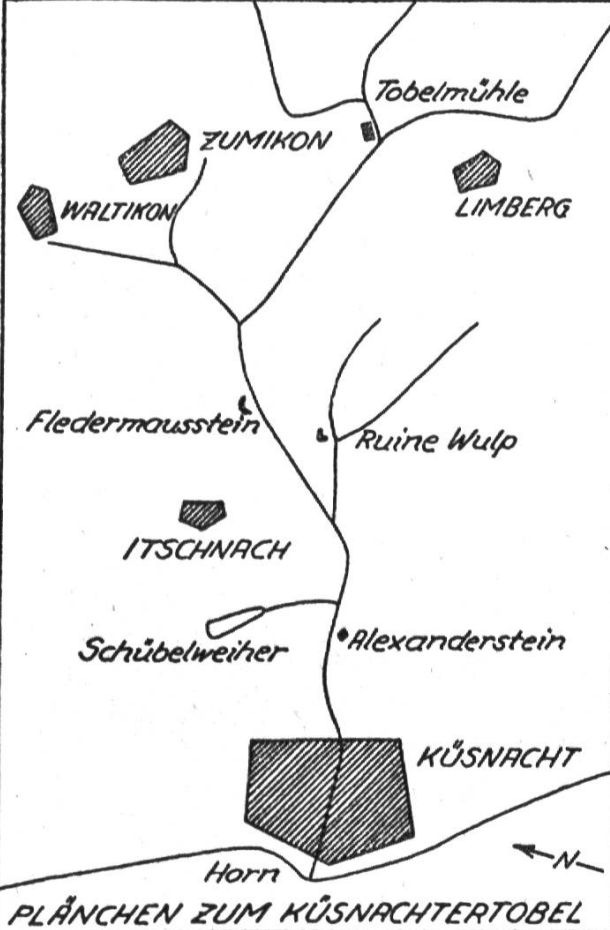 Tobelmühle
ZUMIKON
LIMBERG
WALTIKON
Fledermausstein
Ruine Wulp
ITSCHNACH
Schübelweiher
Alexanderstein
KÜSNACHT
N
Horn
PLÄNCHEN ZUM KÜSNACHTERTOBEL